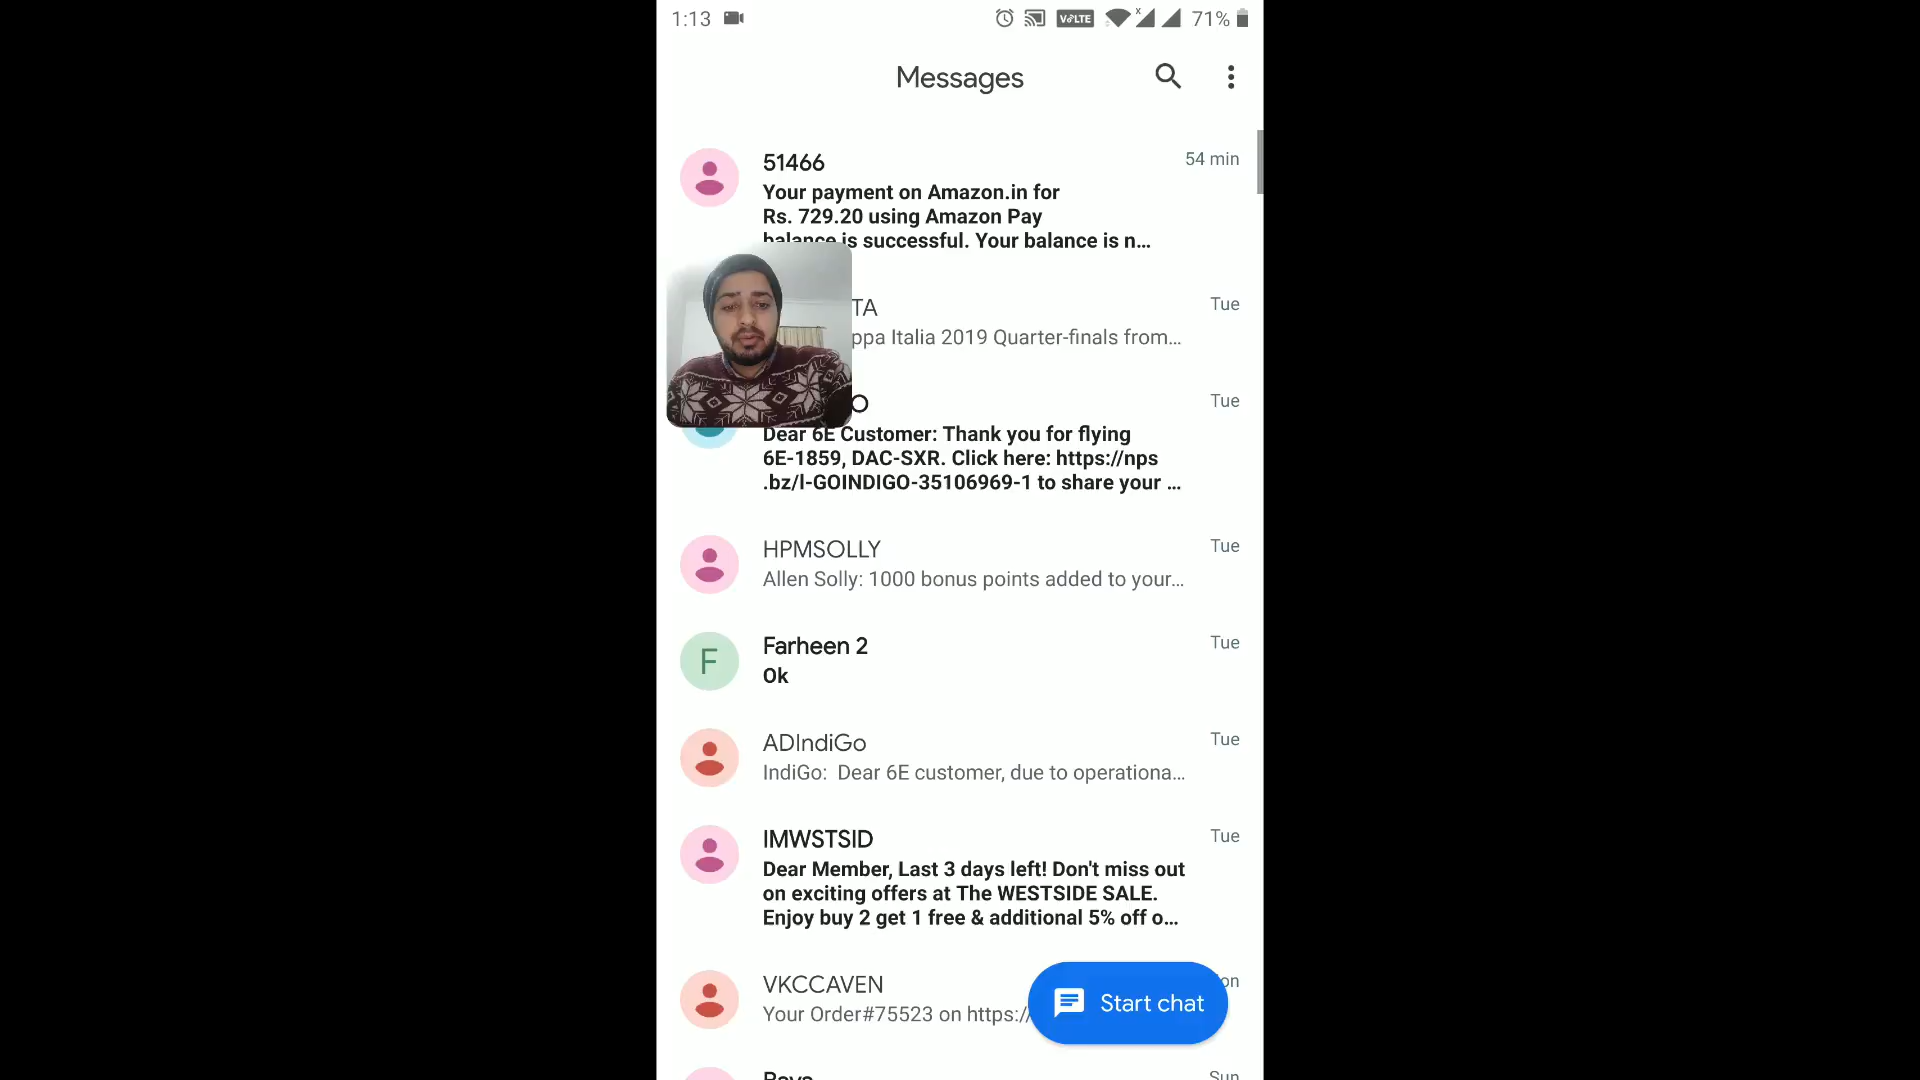 1:13
VoLTE
x
71%
Messages
51466
54 min
Your payment on Amazon.in for
Rs. 729.20 using Amazon Pay
balance is successful. Your balance is n...
TA
Tue
ppa Italia 2019 Quarter-finals from...
O
Tue
Dear 6E Customer: Thank you for flying
6E-1859, DAC-SXR. Click here: https://nps
.bz/l-GOINDIGO-35106969-1 to share your ...
HPMSOLLY
Tue
Allen Solly: 1000 bonus points added to your...
F
Farheen 2
Tue
Ok
ADIndiGo
Tue
IndiGo: Dear 6E customer, due to operationa...
IMWSTSID
Tue
Dear Member, Last 3 days left! Don't miss out
on exciting offers at The WESTSIDE SALE.
Enjoy buy 2 get 1 free & additional 5% off o...
VKCCAVEN
on
Your Order#75523 on https:/
Start chat
Sun